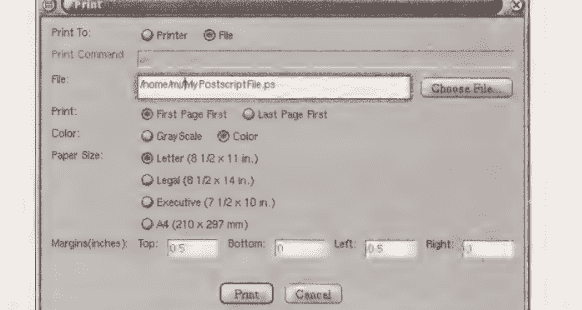 Print
Print To: Printer File
Print Command
File: /home/mi/MyPostscriptFile.ps Choose File...
Print: First Page First Last Page First
Color: GrayScale Color
Paper Size: Letter (8 1/2 x 11 in.)
Legal (8 1/2 x 14 in.)
Executive (7 1/2 x 10 in.)
A4 (210 x 297 mm)
Margins(inches): Top: 0.5 Bottom: 0 Left: 0.5 Right: 0
Print Cancel